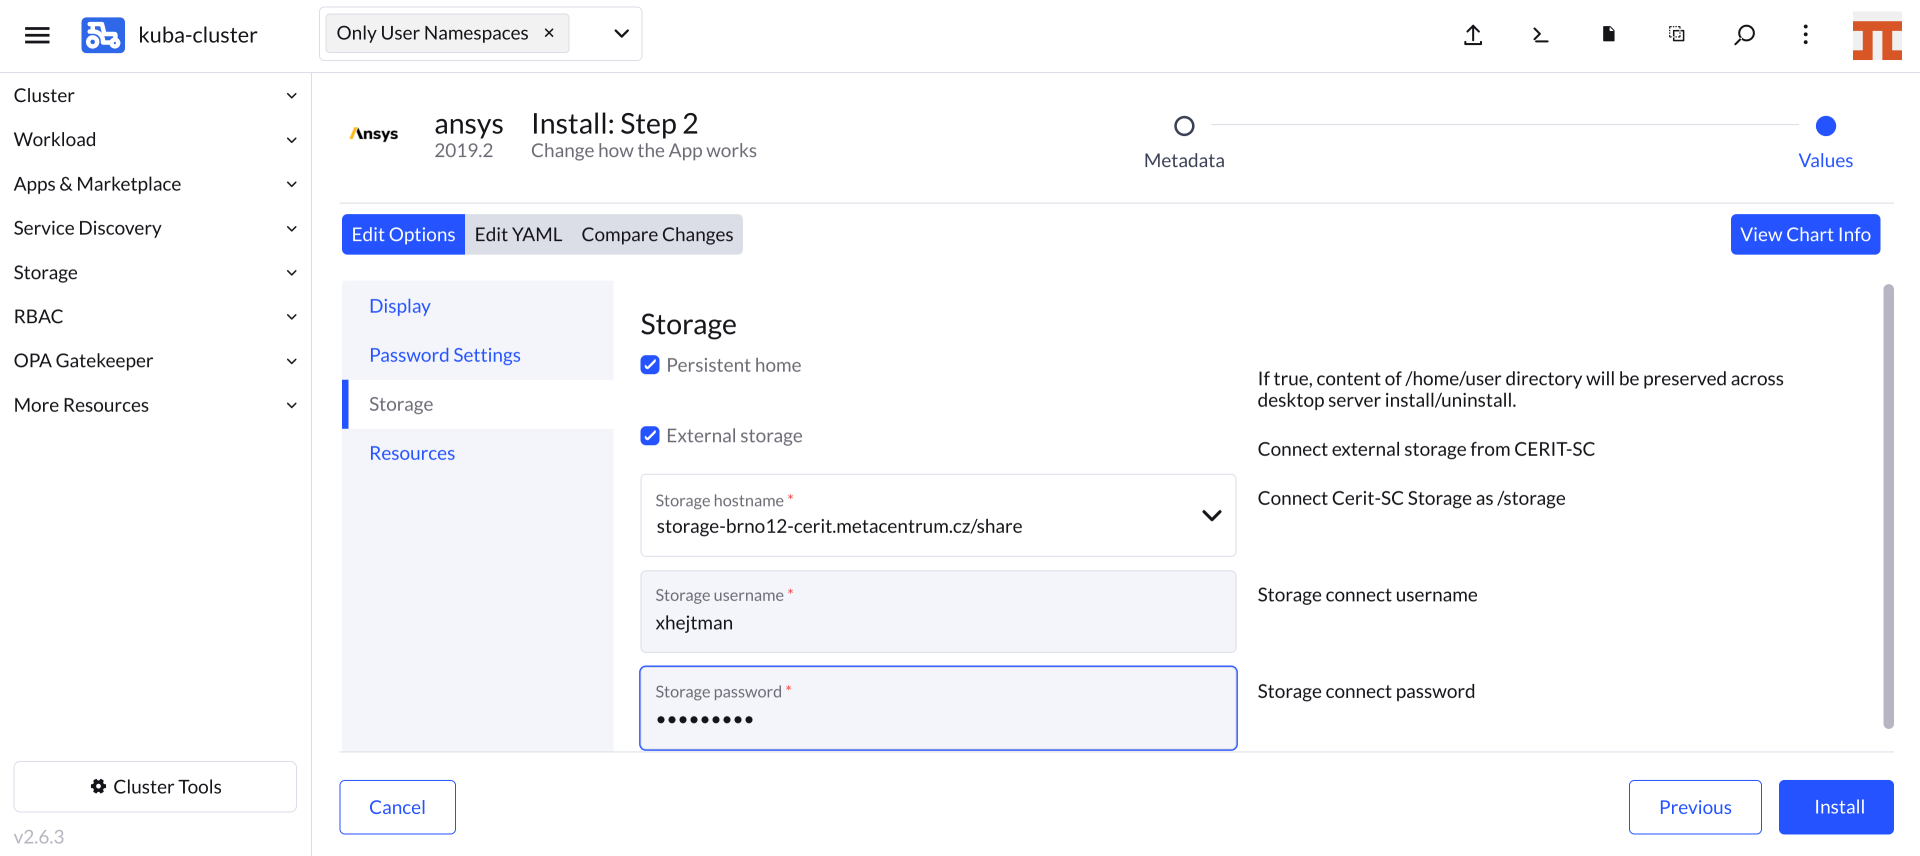 kuba-cluster
Only User Namespaces ×
Cluster
Workload
Apps & Marketplace
Service Discovery
Storage
RBAC
OPA Gatekeeper
More Resources
Cluster Tools
v2.6.3
Ansys
ansys
2019.2
Install: Step 2
Change how the App works
Metadata
Values
Edit Options
Edit YAML
Compare Changes
View Chart Info
Display
Password Settings
Storage
Resources
Storage
Persistent home
If true, content of /home/user directory will be preserved across
desktop server install/uninstall.
External storage
Connect external storage from CERIT-SC
Storage hostname *
storage-brno12-cerit.metacentrum.cz/share
Connect Cerit-SC Storage as /storage
Storage username *
xhejtman
Storage connect username
Storage password *
•••••••••
Storage connect password
Cancel
Previous
Install